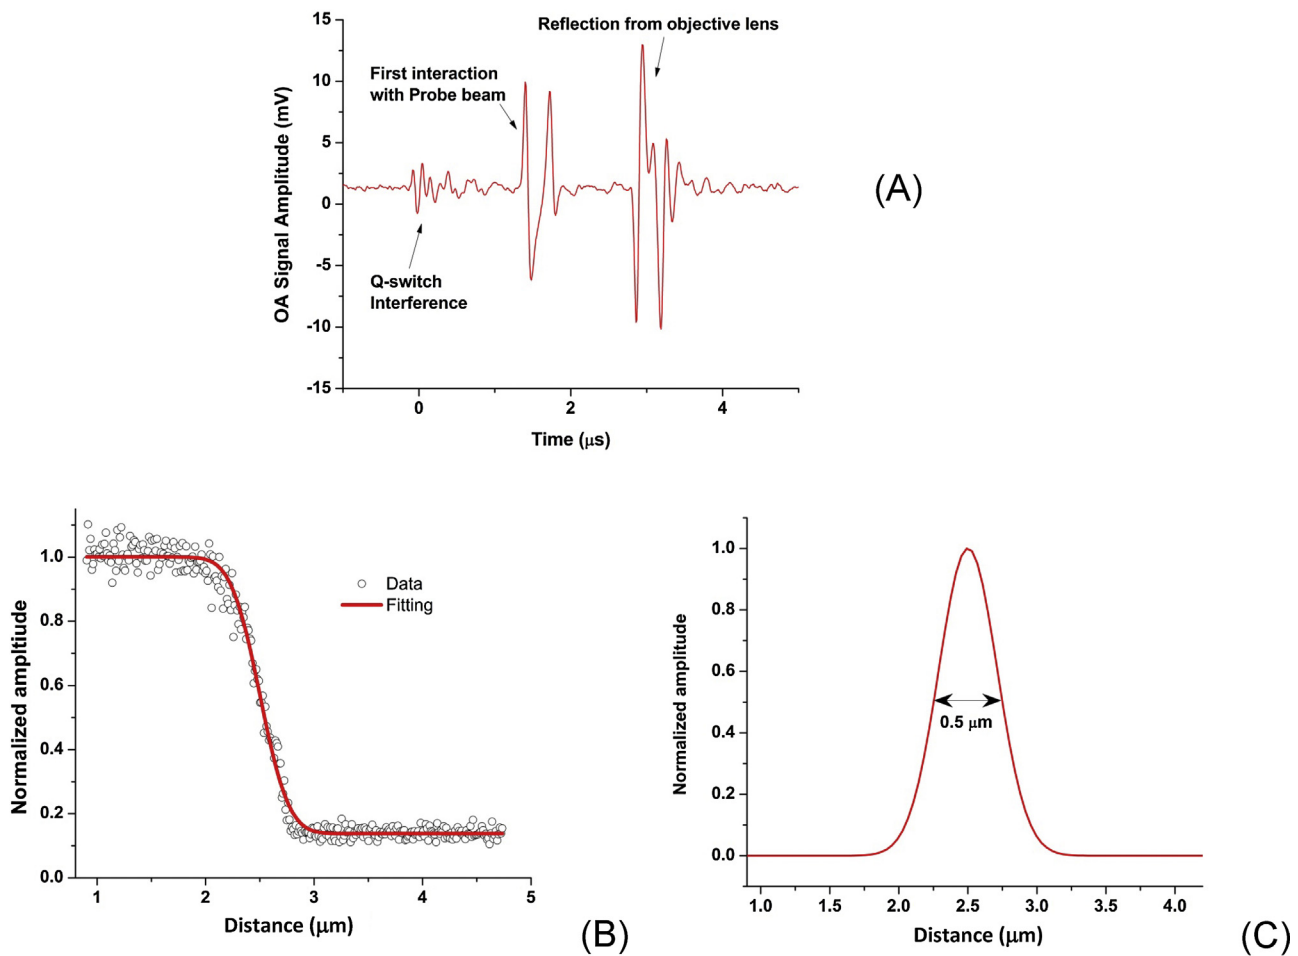 15
Reflection from objective lens
First interaction
with Probe beam
10
5
0
-5
-10
-15
OA Signal Amplitude (mV)
Q-switch
Interference
0
2
4
Time (μs)
(A)
1.0
0.8
0.6
0.4
0.2
0.0
Normalized ampltiude
Data
Fitting
1
2
3
4
5
Distance (μm)
(B)
1.0
0.8
0.6
0.4
0.2
0.0
Normalized amplitude
0.5 μm
1.0
1.5
2.0
2.5
3.0
3.5
4.0
Distance (μm)
(C)